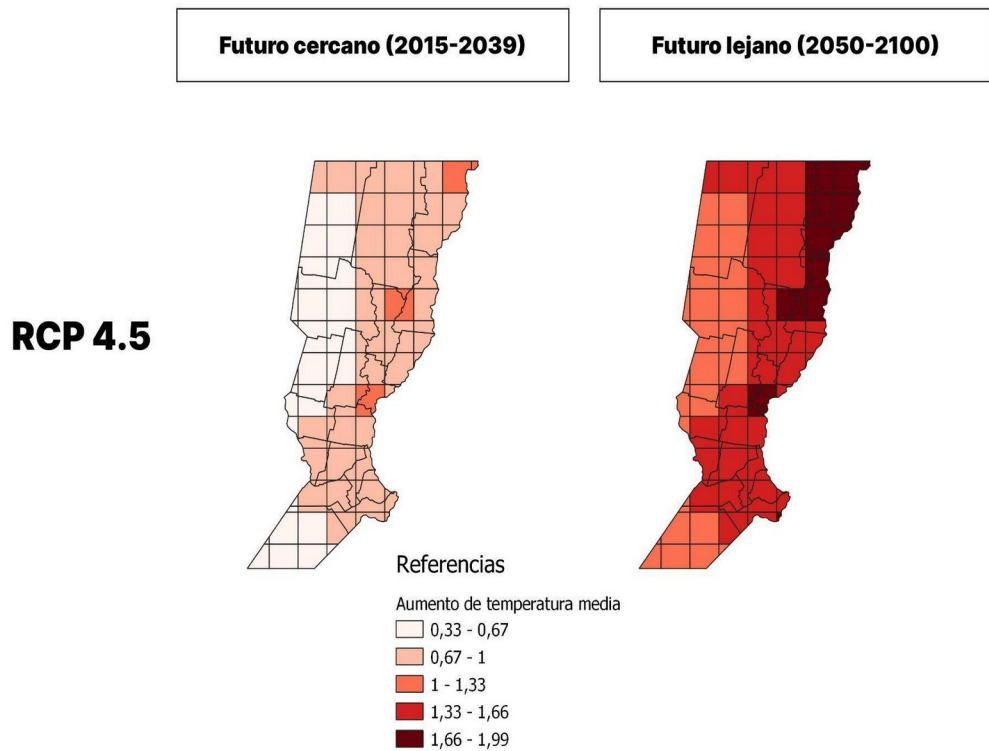 Futuro cercano (2015-2039)
Futuro lejano (2050-2100)
RCP 4.5
Referencias
Aumento de temperatura media
0,33 - 0,67
0,67 - 1
1 - 1,33
1,33 - 1,66
1,66 - 1,99